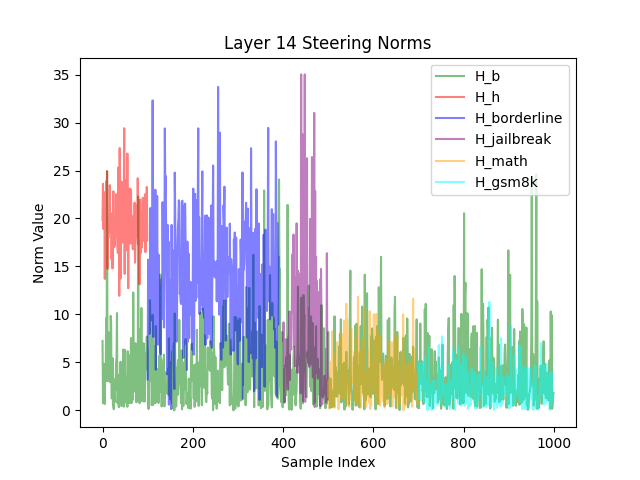 Layer 14 Steering Norms
Norm Value
35
30
25
20
15
10
5
0
H_b
H_h
H_borderline
H_jailbreak
H_math
H_gsm8k
0
200
400
600
800
1000
Sample Index